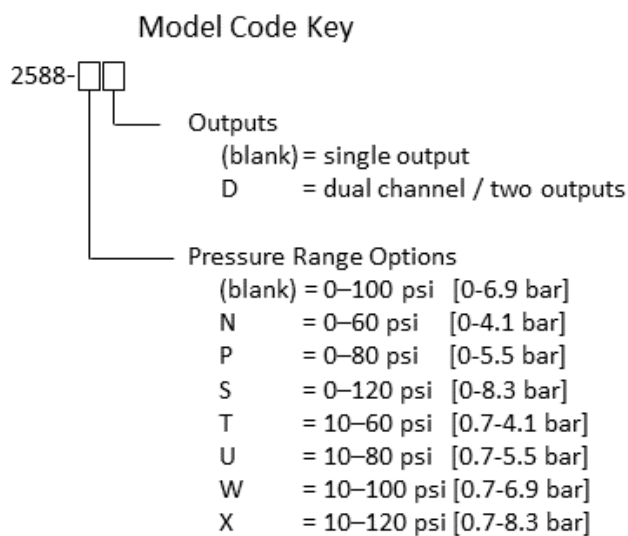 Model Code Key
2588-
Outputs
(blank) = single output
D = dual channel / two outputs
Pressure Range Options
(blank) = 0–100 psi [0-6.9 bar]
N = 0–60 psi [0-4.1 bar]
P = 0–80 psi [0-5.5 bar]
S = 0–120 psi [0-8.3 bar]
T = 10–60 psi [0.7-4.1 bar]
U = 10–80 psi [0.7-5.5 bar]
W = 10–100 psi [0.7-6.9 bar]
X = 10–120 psi [0.7-8.3 bar]